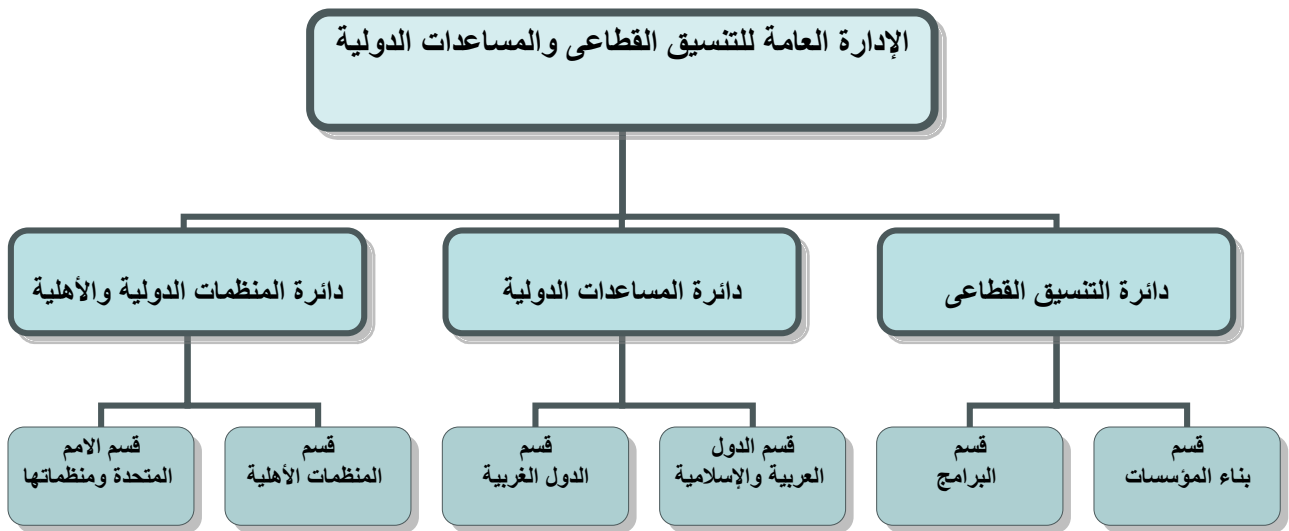 الإدارة العامة للتنسيق القطاعى والمساعدات الدولية
دائرة التنسيق القطاعى
دائرة المساعدات الدولية
دائرة المنظمات الدولية والأهلية
قسم
بناء المؤسسات
قسم
البرامج
قسم الدول
العربية والإسلامية
قسم
الدول الغربية
قسم
المنظمات الأهلية
قسم الامم
المتحدة ومنظماتها